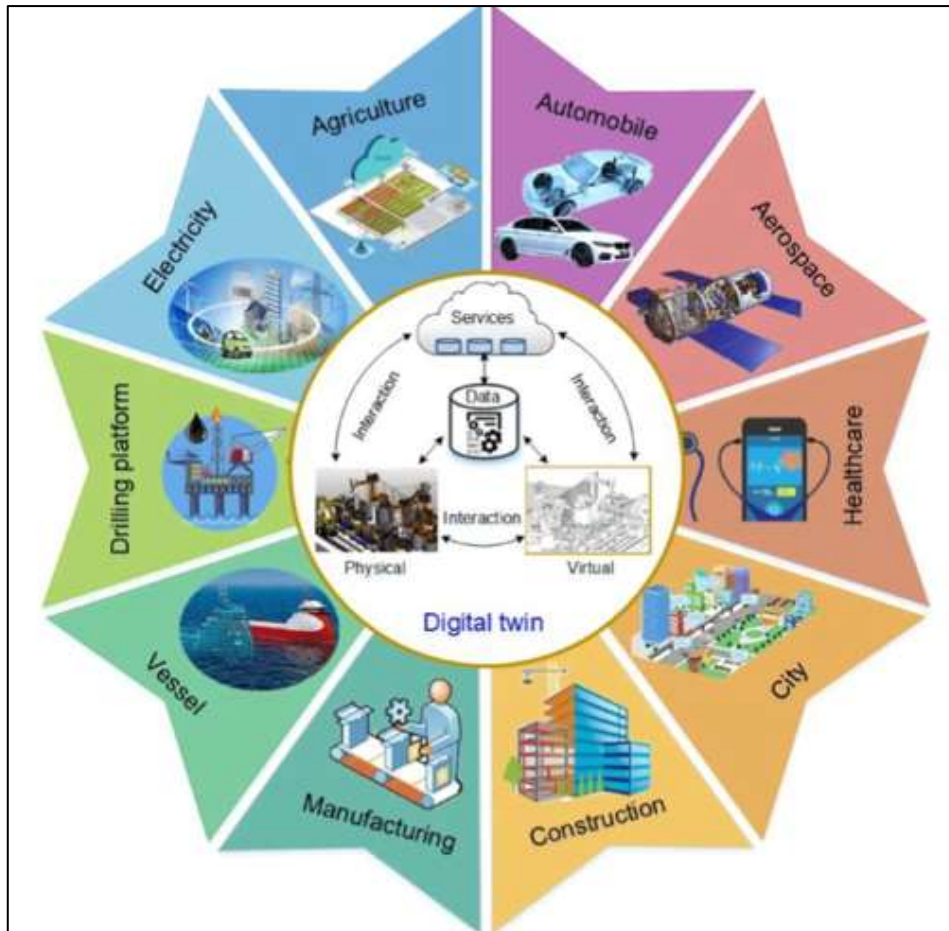 Agriculture
Automobile
Electricity
Aerospace
Services
Interaction
Interaction
Data
Drilling platform
Healthcare
Interaction
Physical
Virtual
Digital twin
Vessel
City
Manufacturing
Construction